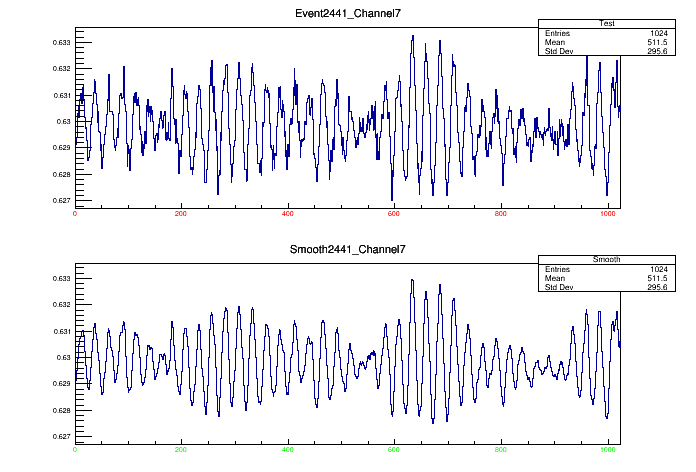 Event2441_Channel7
Test
Entries 1024
Mean 511.5
Std Dev 295.6
0.633
0.632
0.631
0.63
0.629
0.628
0.627
0 200 400 600 800 1000
Smooth2441_Channel7
Smooth
Entries 1024
Mean 511.5
Std Dev 295.6
0.633
0.632
0.631
0.63
0.629
0.628
0.627
0 200 400 600 800 1000